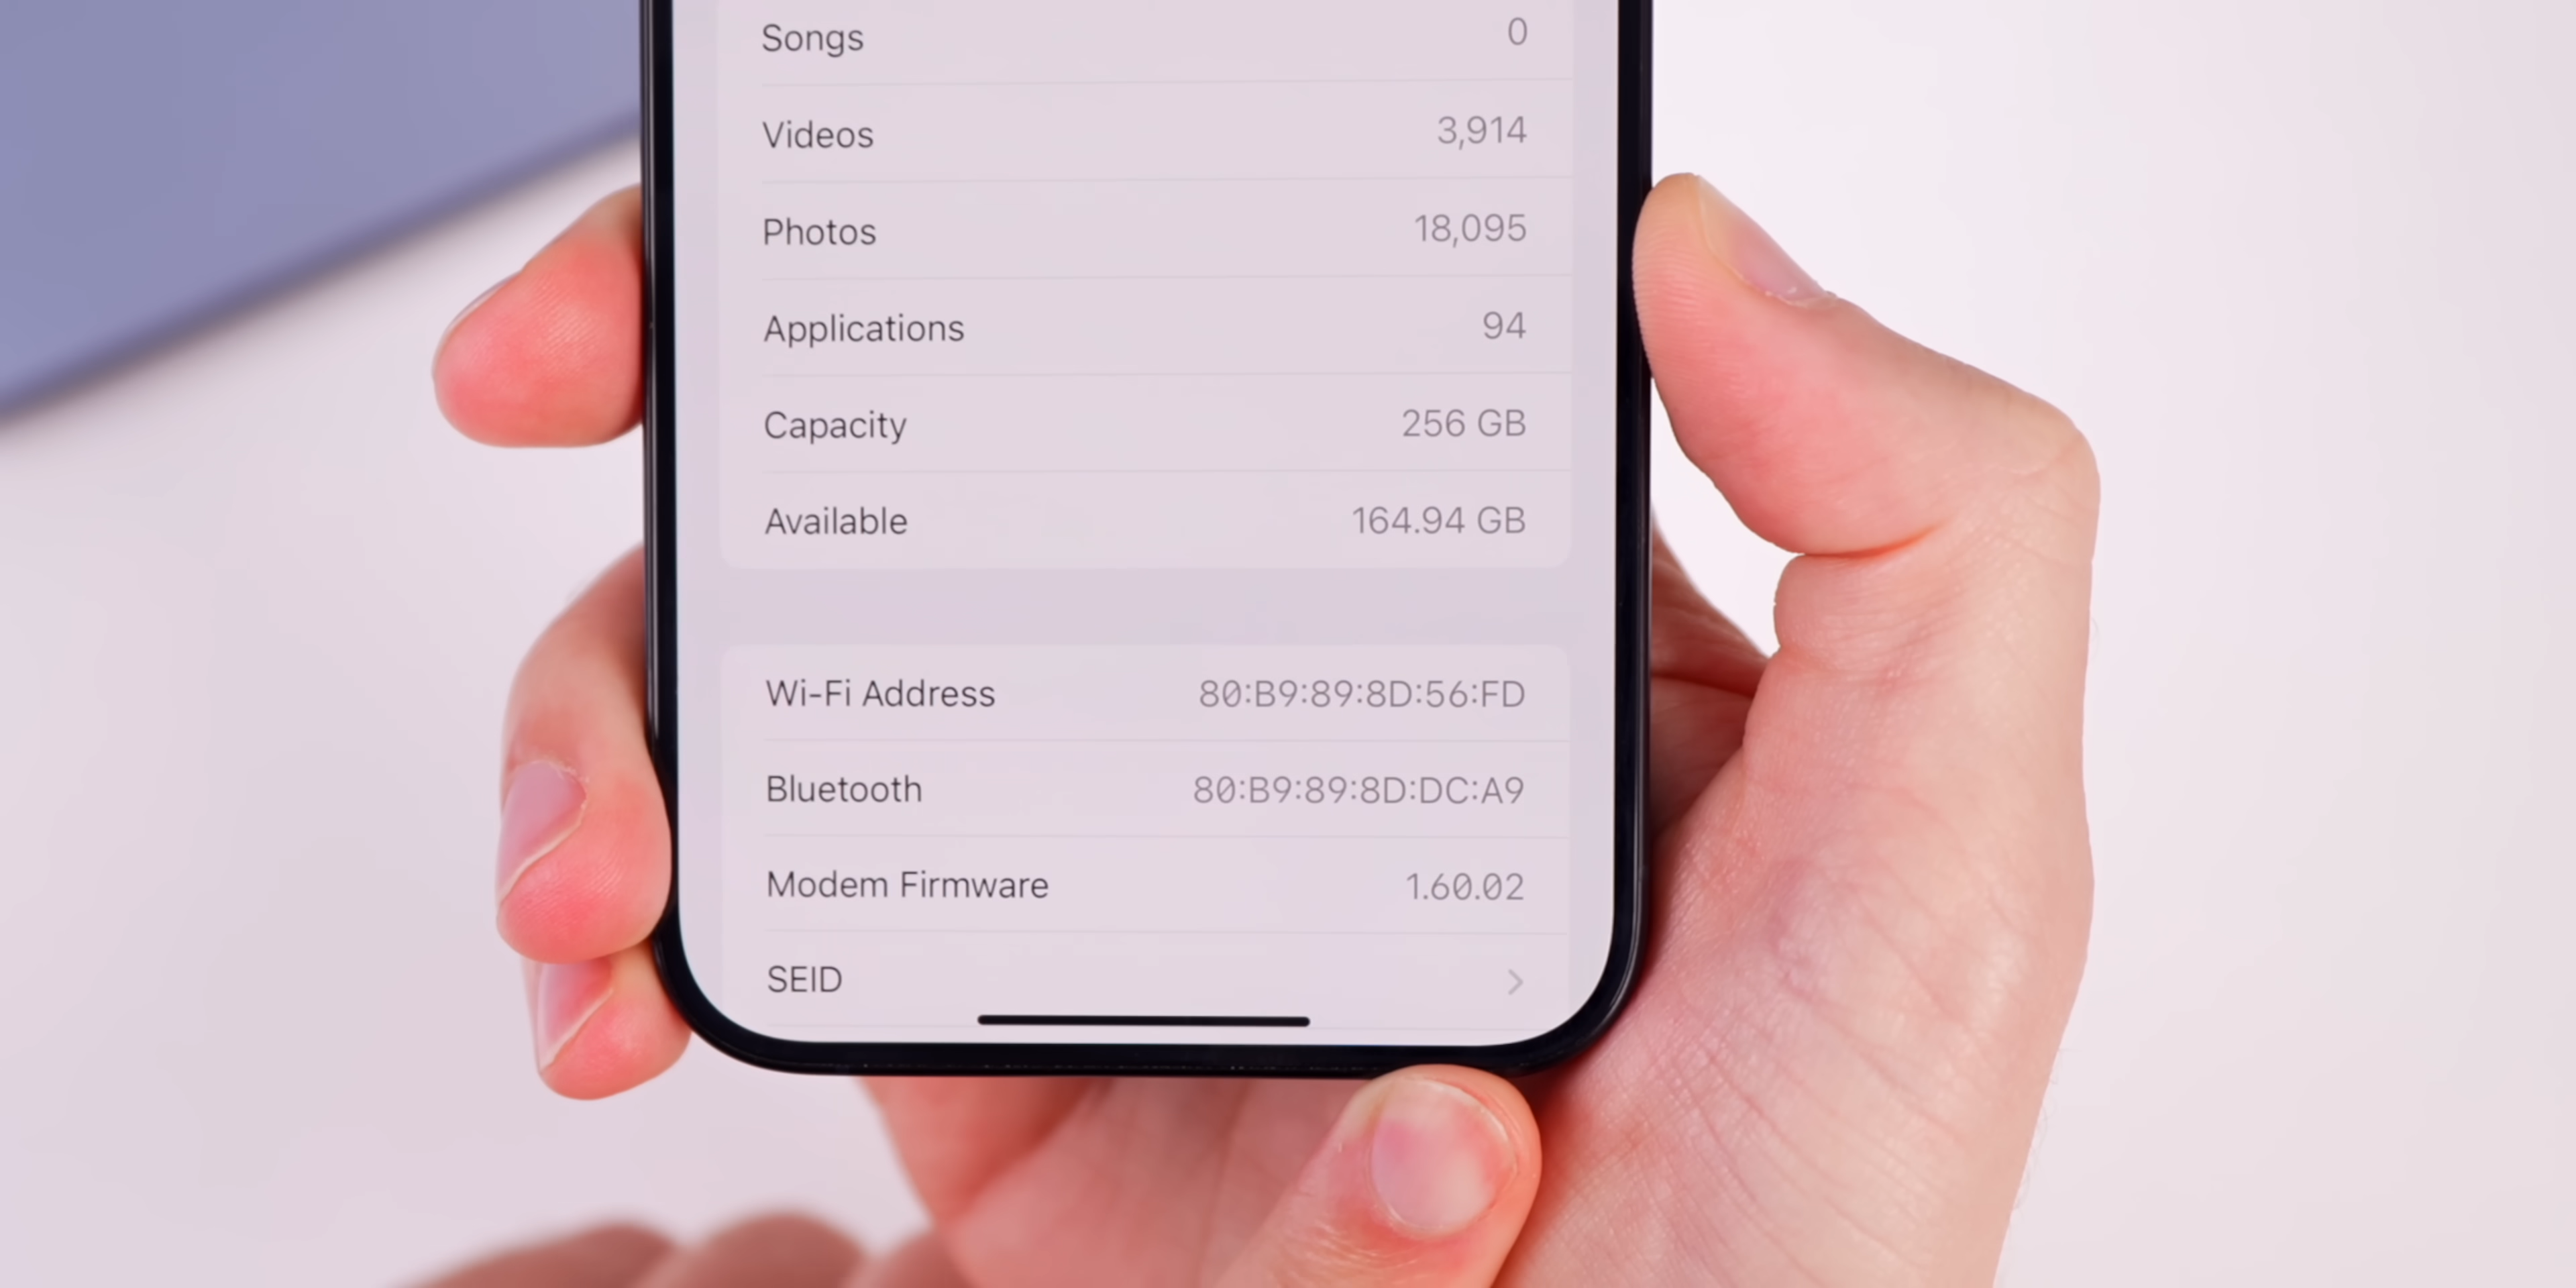 Songs 0
Videos 3,914
Photos 18,095
Applications 94
Capacity 256 GB
Available 164.94 GB
Wi-Fi Address 80:B9:89:8D:56:FD
Bluetooth 80:B9:89:8D:DC:A9
Modem Firmware 1.60.02
SEID